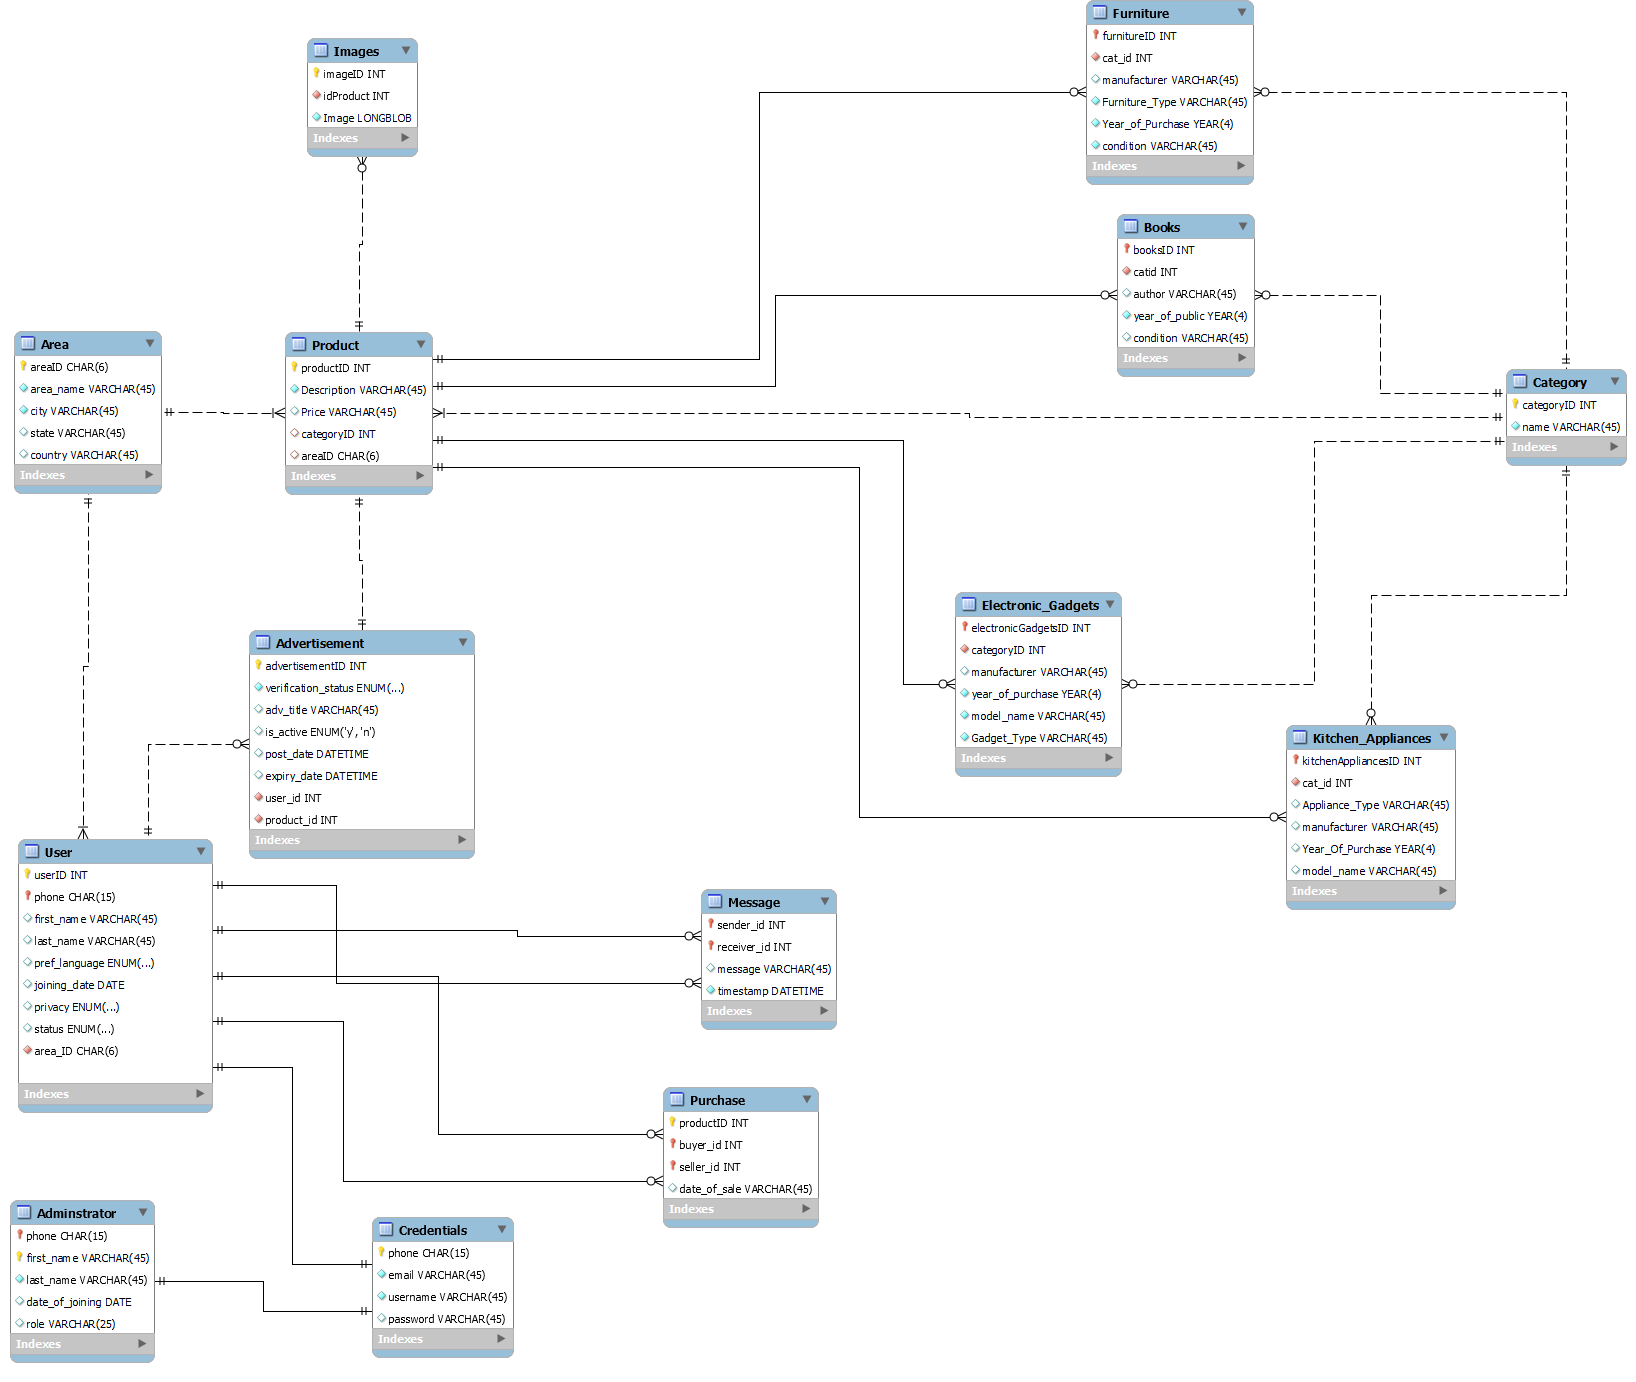 Images
imageID INT
idProduct INT
Image LONGBLOB
Indexes
Furniture
furnitureID INT
cat_id INT
manufacturer VARCHAR(45)
Furniture_Type VARCHAR(45)
Year_of_Purchase YEAR(4)
condition VARCHAR(45)
Indexes
Books
booksID INT
catid INT
author VARCHAR(45)
year_of_public YEAR(4)
condition VARCHAR(45)
Indexes
Area
areaID CHAR(6)
area_name VARCHAR(45)
city VARCHAR(45)
state VARCHAR(45)
country VARCHAR(45)
Indexes
Product
productID INT
Description VARCHAR(45)
Price VARCHAR(45)
categoryID INT
areaID CHAR(6)
Indexes
Category
categoryID INT
name VARCHAR(45)
Indexes
Electronic_Gadgets
electronicGadgetsID INT
categoryID INT
manufacturer VARCHAR(45)
year_of_purchase YEAR(4)
model_name VARCHAR(45)
Gadget_Type VARCHAR(45)
Indexes
Advertisement
advertisementID INT
verification_status ENUM(...)
adv_title VARCHAR(45)
is_active ENUM('y', 'n')
post_date DATETIME
expiry_date DATETIME
user_id INT
product_id INT
Indexes
Kitchen_Appliances
kitchenAppliancesID INT
cat_id INT
Appliance_Type VARCHAR(45)
manufacturer VARCHAR(45)
Year_Of_Purchase YEAR(4)
model_name VARCHAR(45)
Indexes
User
userID INT
phone CHAR(15)
first_name VARCHAR(45)
last_name VARCHAR(45)
pref_language ENUM(...)
joining_date DATE
privacy ENUM(...)
status ENUM(...)
area_ID CHAR(6)
Indexes
Message
sender_id INT
receiver_id INT
message VARCHAR(45)
timestamp DATETIME
Indexes
Purchase
productID INT
buyer_id INT
seller_id INT
date_of_sale VARCHAR(45)
Indexes
Adminstrator
phone CHAR(15)
first_name VARCHAR(45)
last_name VARCHAR(45)
date_of_joining DATE
role VARCHAR(25)
Indexes
Credentials
phone CHAR(15)
email VARCHAR(45)
username VARCHAR(45)
password VARCHAR(45)
Indexes